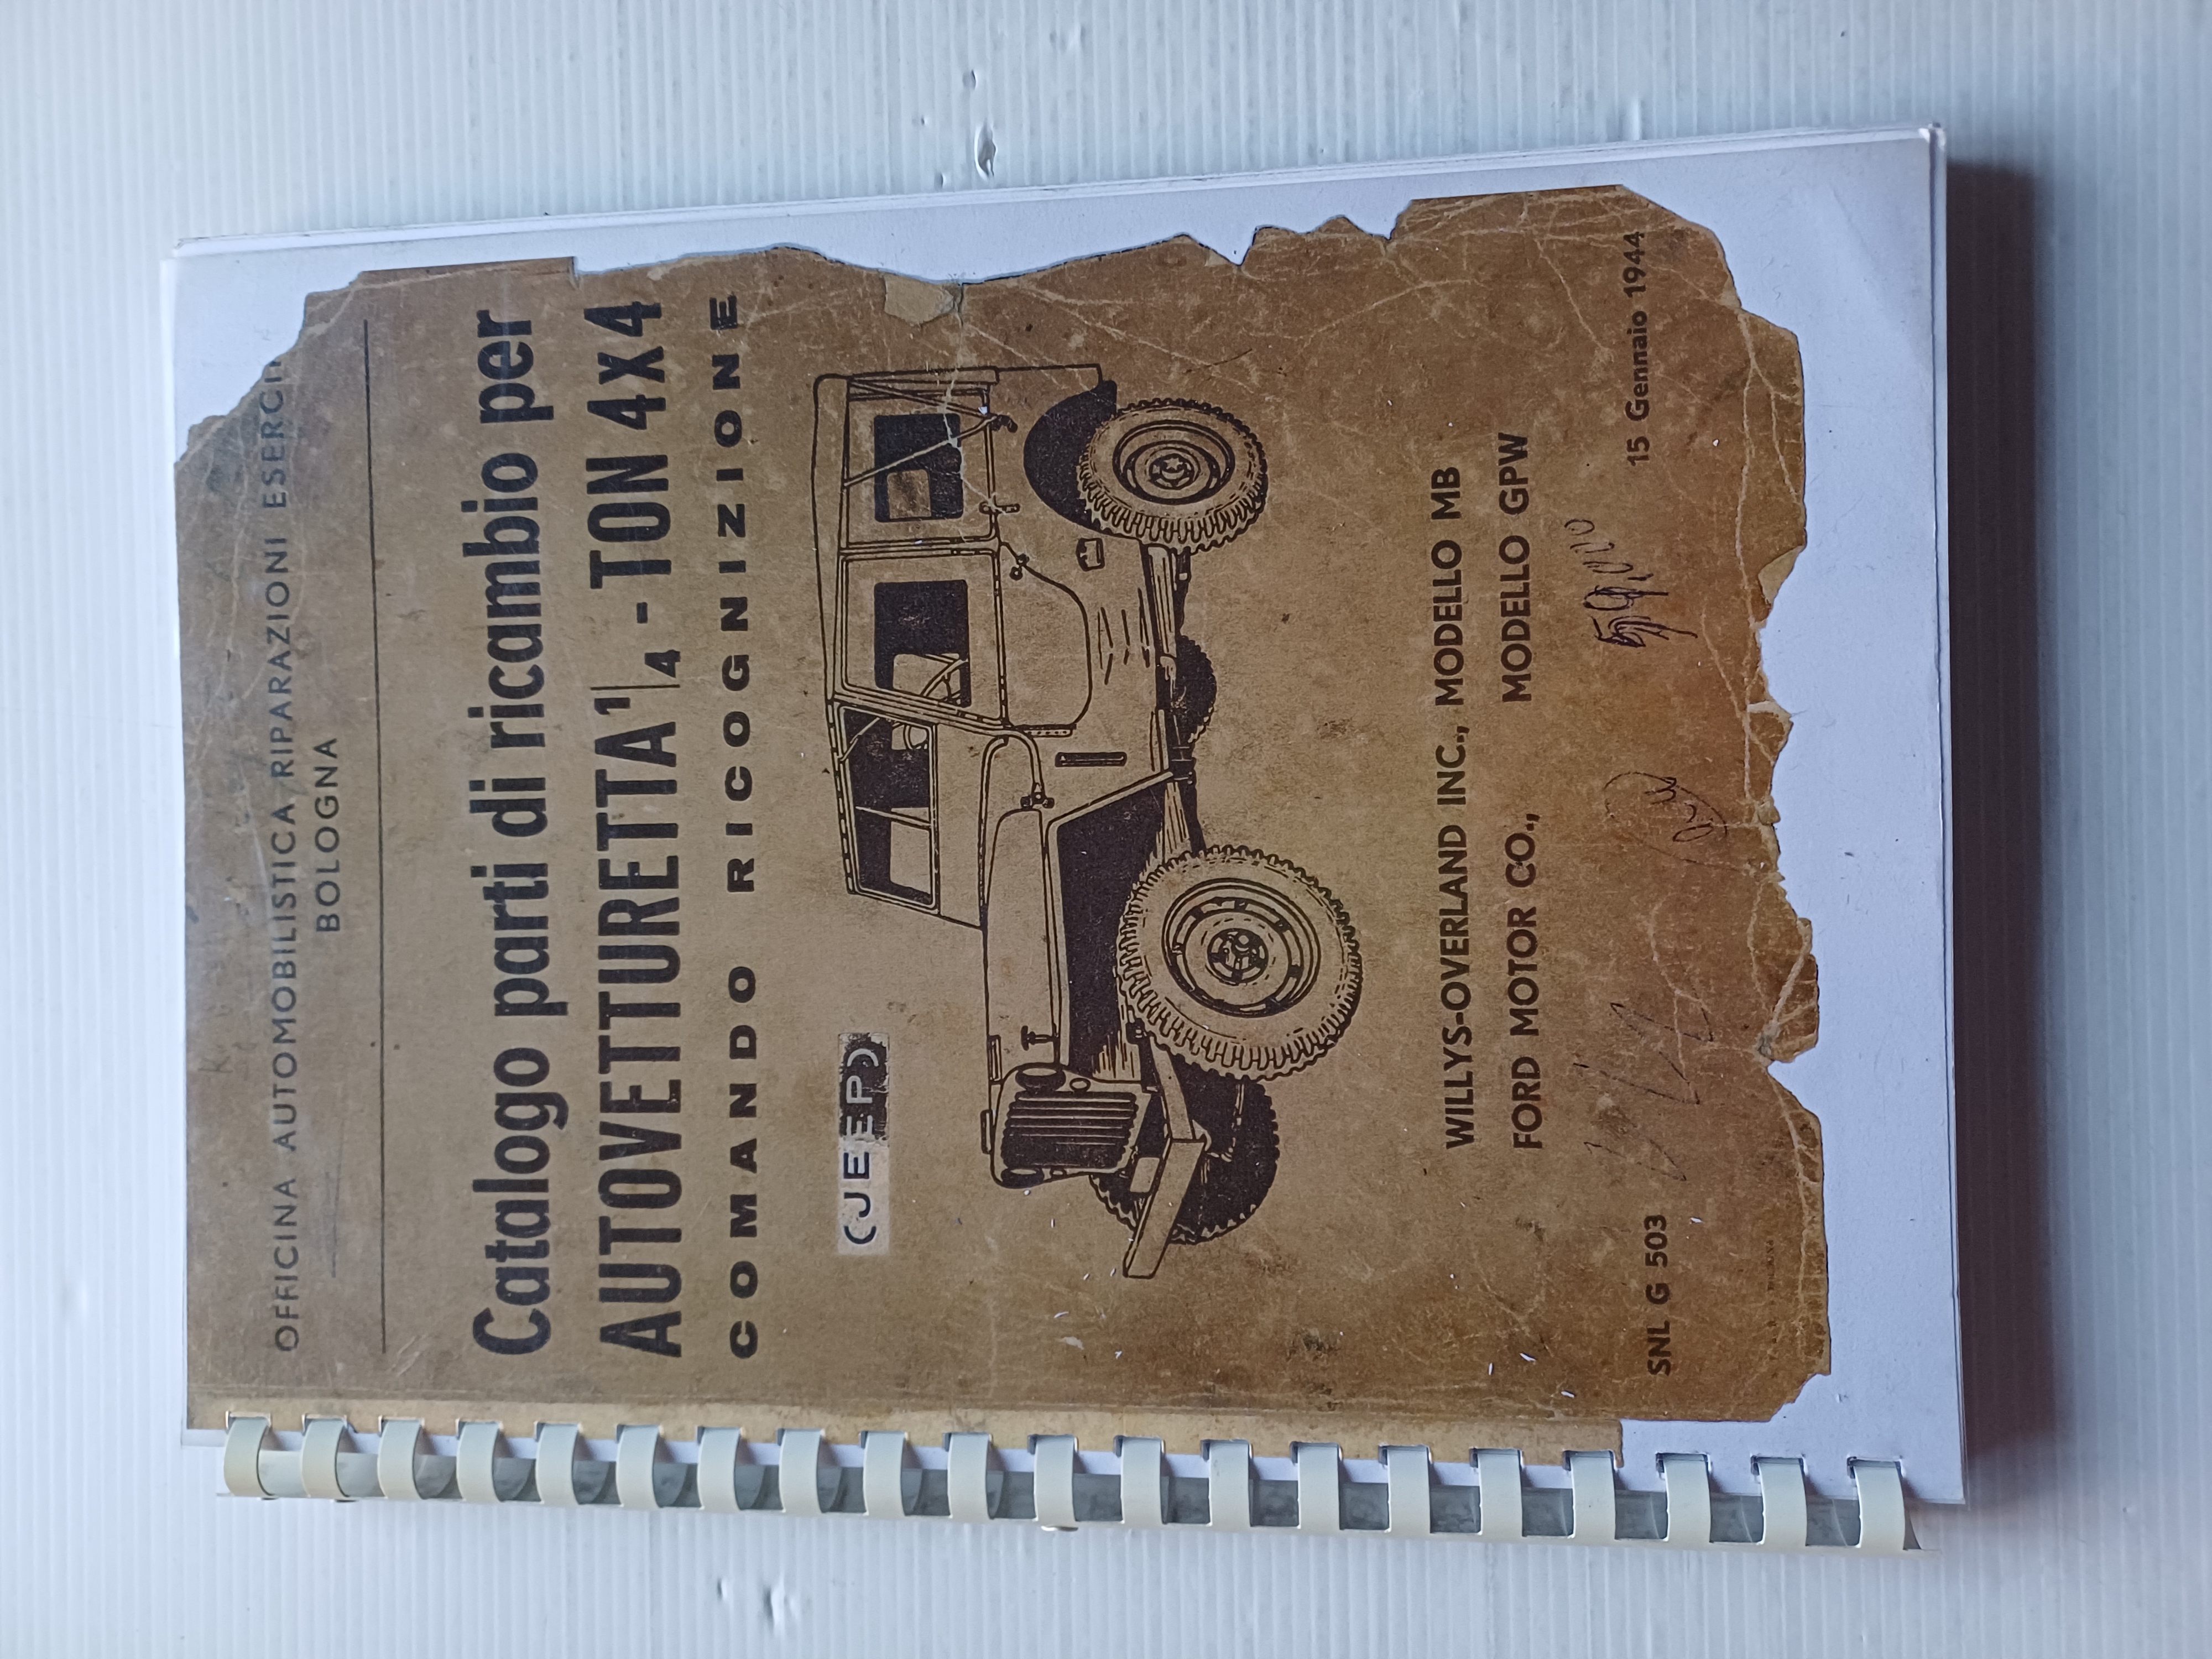 OFFICINA AUTOMOBILISTICA RIPARAZIONI ESERCIT
BOLOGNA
Catalogo parti di ricambio per
AUTOVETTURETTA 1/4 - TON 4x4
COMANDO RICOGNIZIONE
(JEEP)
WILLYS-OVERLAND INC., MODELLO MB
FORD MOTOR CO., MODELLO GPW
SNL G 503
15 Gennaio 1944